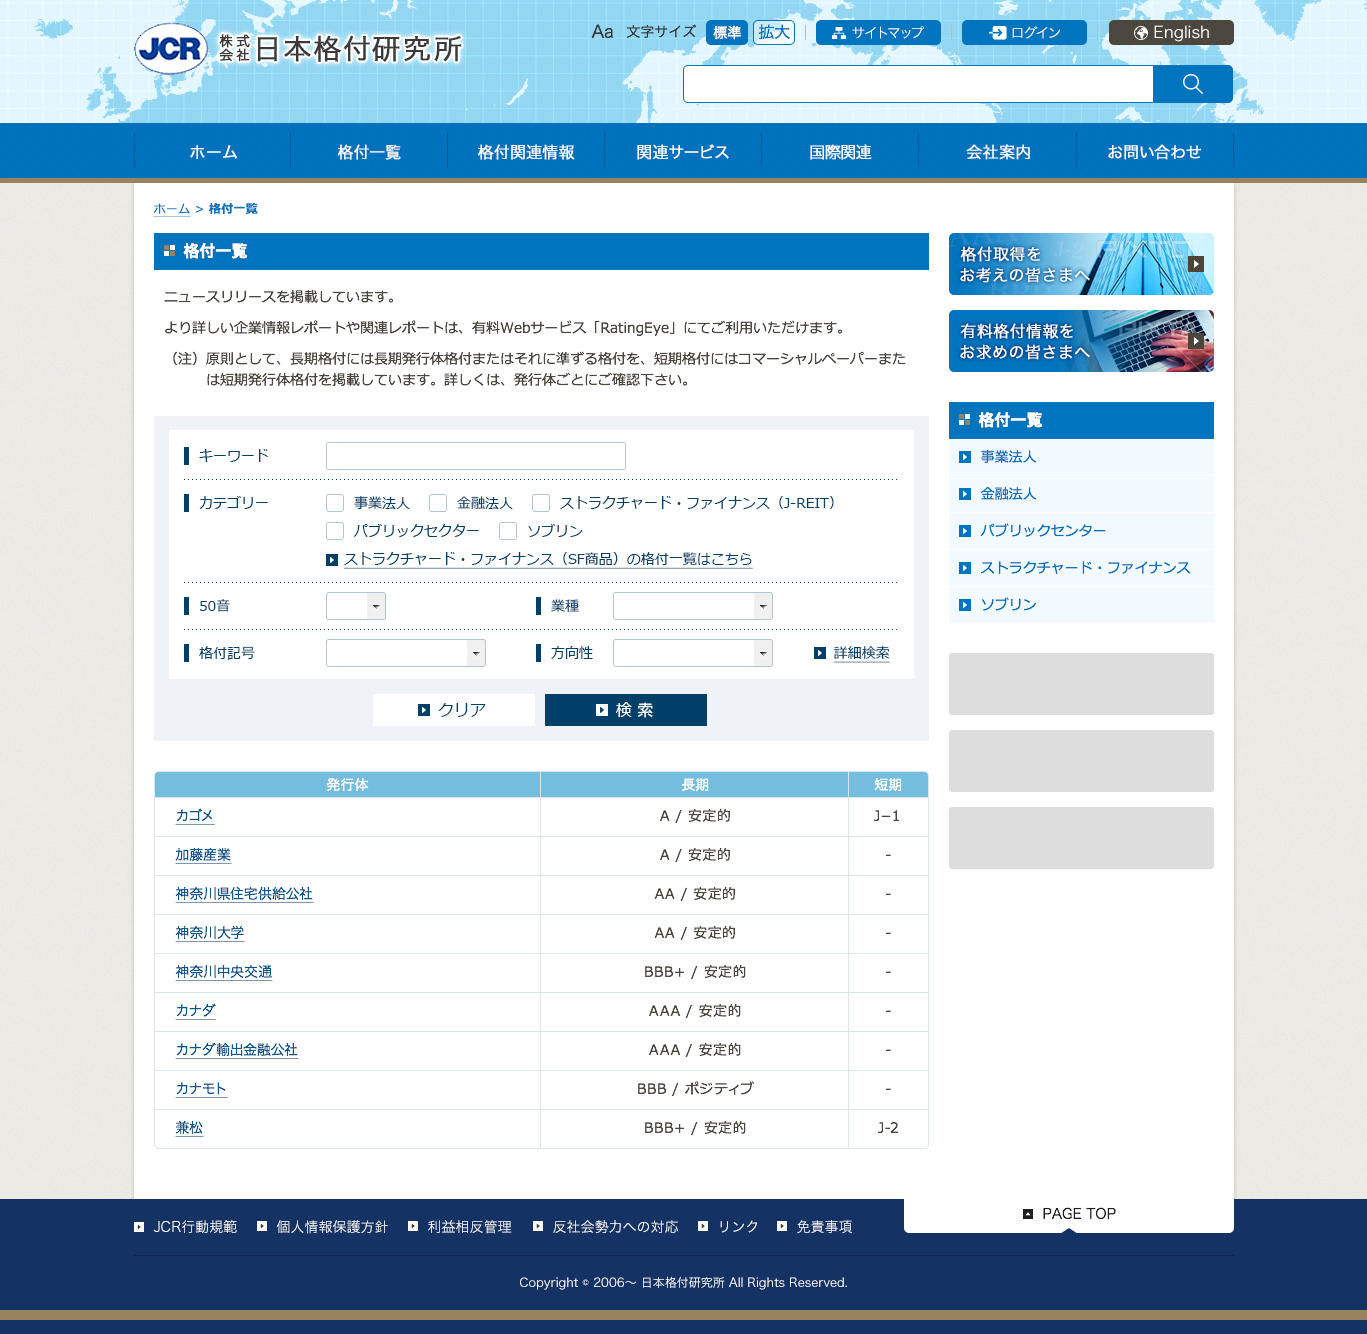 JCR 株式会社 日本格付研究所
Aa 文字サイズ 標準 拡大 サイトマップ ログイン English
ホーム 格付一覧 格付関連情報 関連サービス 国際関連 会社案内 お問い合わせ
ホーム > 格付一覧
格付一覧
ニュースリリースを掲載しています。
より詳しい企業情報レポートや関連レポートは、有料Webサービス「RatingEye」にてご利用いただけます。
（注）原則として、長期格付には長期発行体格付またはそれに準ずる格付を、短期格付にはコマーシャルペーパーまた
は短期発行体格付を掲載しています。詳しくは、発行体ごとにご確認下さい。
キーワード
カテゴリー 事業法人 金融法人 ストラクチャード・ファイナンス（J-REIT）
パブリックセクター ソブリン
ストラクチャード・ファイナンス（SF商品）の格付一覧はこちら
50音 業種
格付記号 方向性 詳細検索
クリア 検 索
発行体 長期 短期
カゴメ A / 安定的 J−1
加藤産業 A / 安定的 -
神奈川県住宅供給公社 AA / 安定的 -
神奈川大学 AA / 安定的 -
神奈川中央交通 BBB+ / 安定的 -
カナダ AAA / 安定的 -
カナダ輸出金融公社 AAA / 安定的 -
カナモト BBB / ポジティブ -
兼松 BBB+ / 安定的 J-2
格付取得を
お考えの皆さまへ
有料格付情報を
お求めの皆さまへ
格付一覧
事業法人
金融法人
パブリックセンター
ストラクチャード・ファイナンス
ソブリン
JCR行動規範 個人情報保護方針 利益相反管理 反社会勢力への対応 リンク 免責事項
PAGE TOP
Copyright © 2006〜 日本格付研究所 All Rights Reserved.